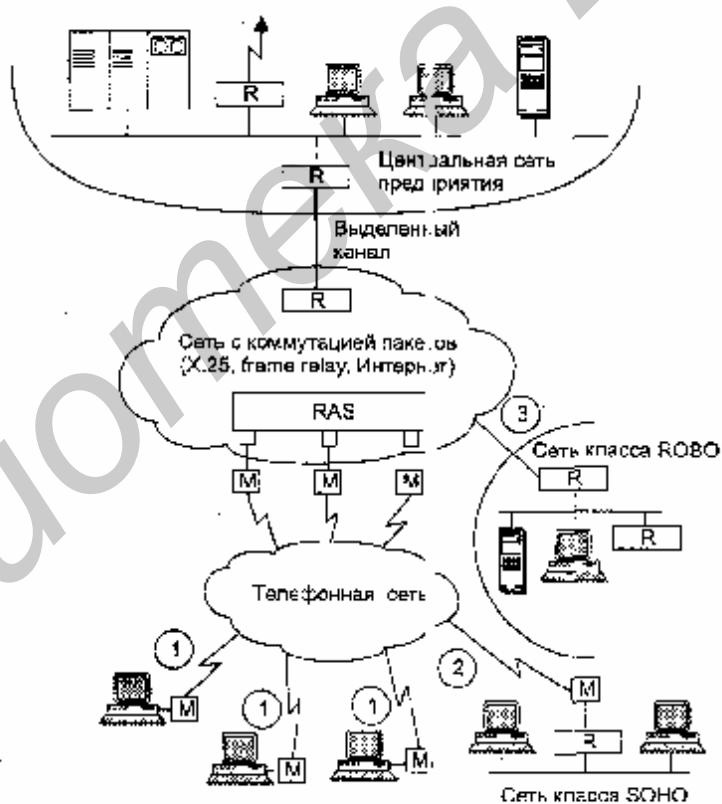 R
Центральная сеть
R
предприятия
Выделенный
канал
R
Сеть с коммутацией пакетов
(X.25, frame relay, Интернет)
RAS
3
Сеть класса ROBO
M
M
M
R
R
Телефонная сеть
1
2
M
M
1
1
R
M
M
Сеть класса SOHO